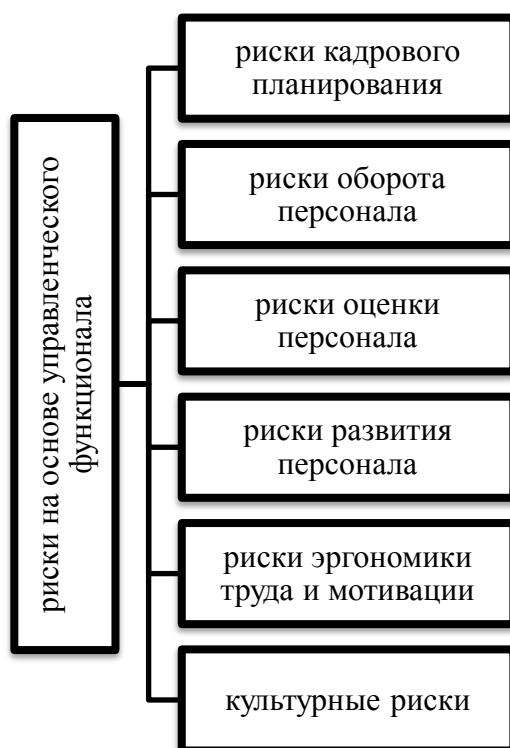 риски на основе управленческого
функционала
риски кадрового
планирования
риски оборота
персонала
риски оценки
персонала
риски развития
персонала
риски эргономики
труда и мотивации
культурные риски